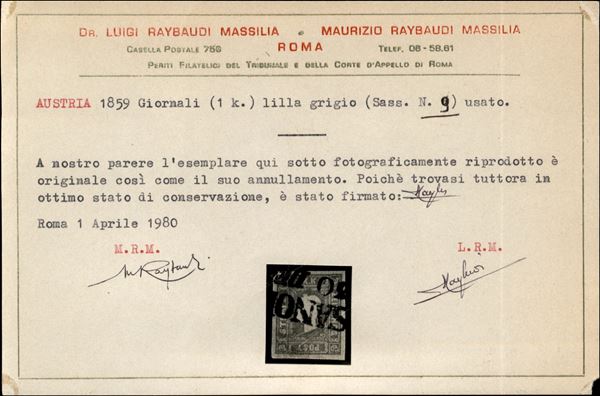 DR. LUIGI RAYBAUDI MASSILIA • MAURIZIO RAYBAUDI MASSILIA
CASELLA POSTALE 756 ROMA TELEF. 06 - 58.61
PERITI FILATELICI DEL TRIBUNALE E DELLA CORTE D'APPELLO DI ROMA
AUSTRIA 1859 Giornali (1 k.) lilla grigio (Sass. N. 9) usato.
A nostro parere l'esemplare qui sotto fotograficamente riprodotto è
originale così come il suo annullamento. Poichè trovasi tuttora in
ottimo stato di conservazione, è stato firmato:
Roma 1 Aprile 1980
M.R.M. L.R.M.
M Raybaudi